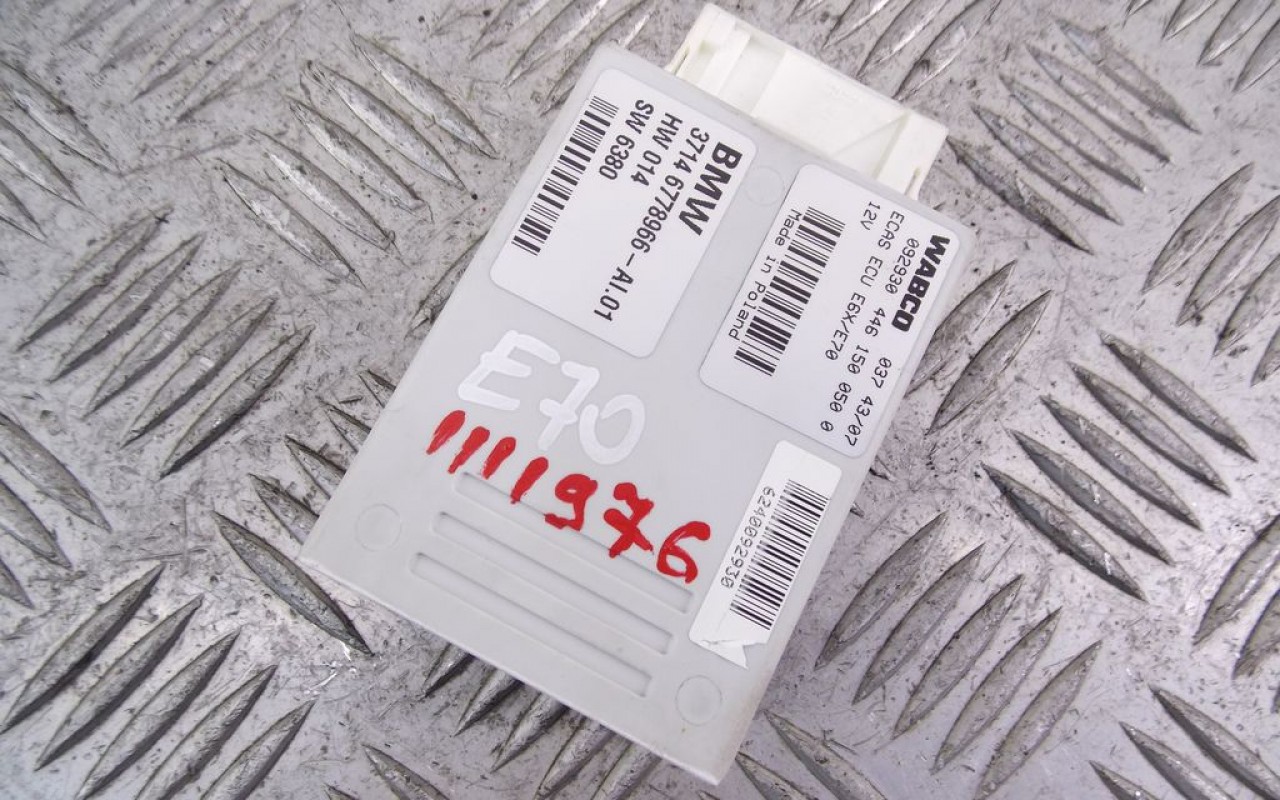 BMW
3714 6778966-AI.01
HW 014
SW 6380
WABCO
092930 037 43/07
ECAS ECU E6X/E70 446 150 050 0
12V
Made in Poland
6240092930
E70
1111976